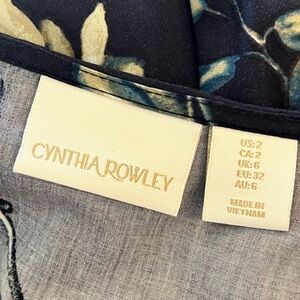 CYNTHIA ROWLEY
US: 2
CA: 2
UK: 6
EU: 32
AU: 6
MADE IN
VIETNAM